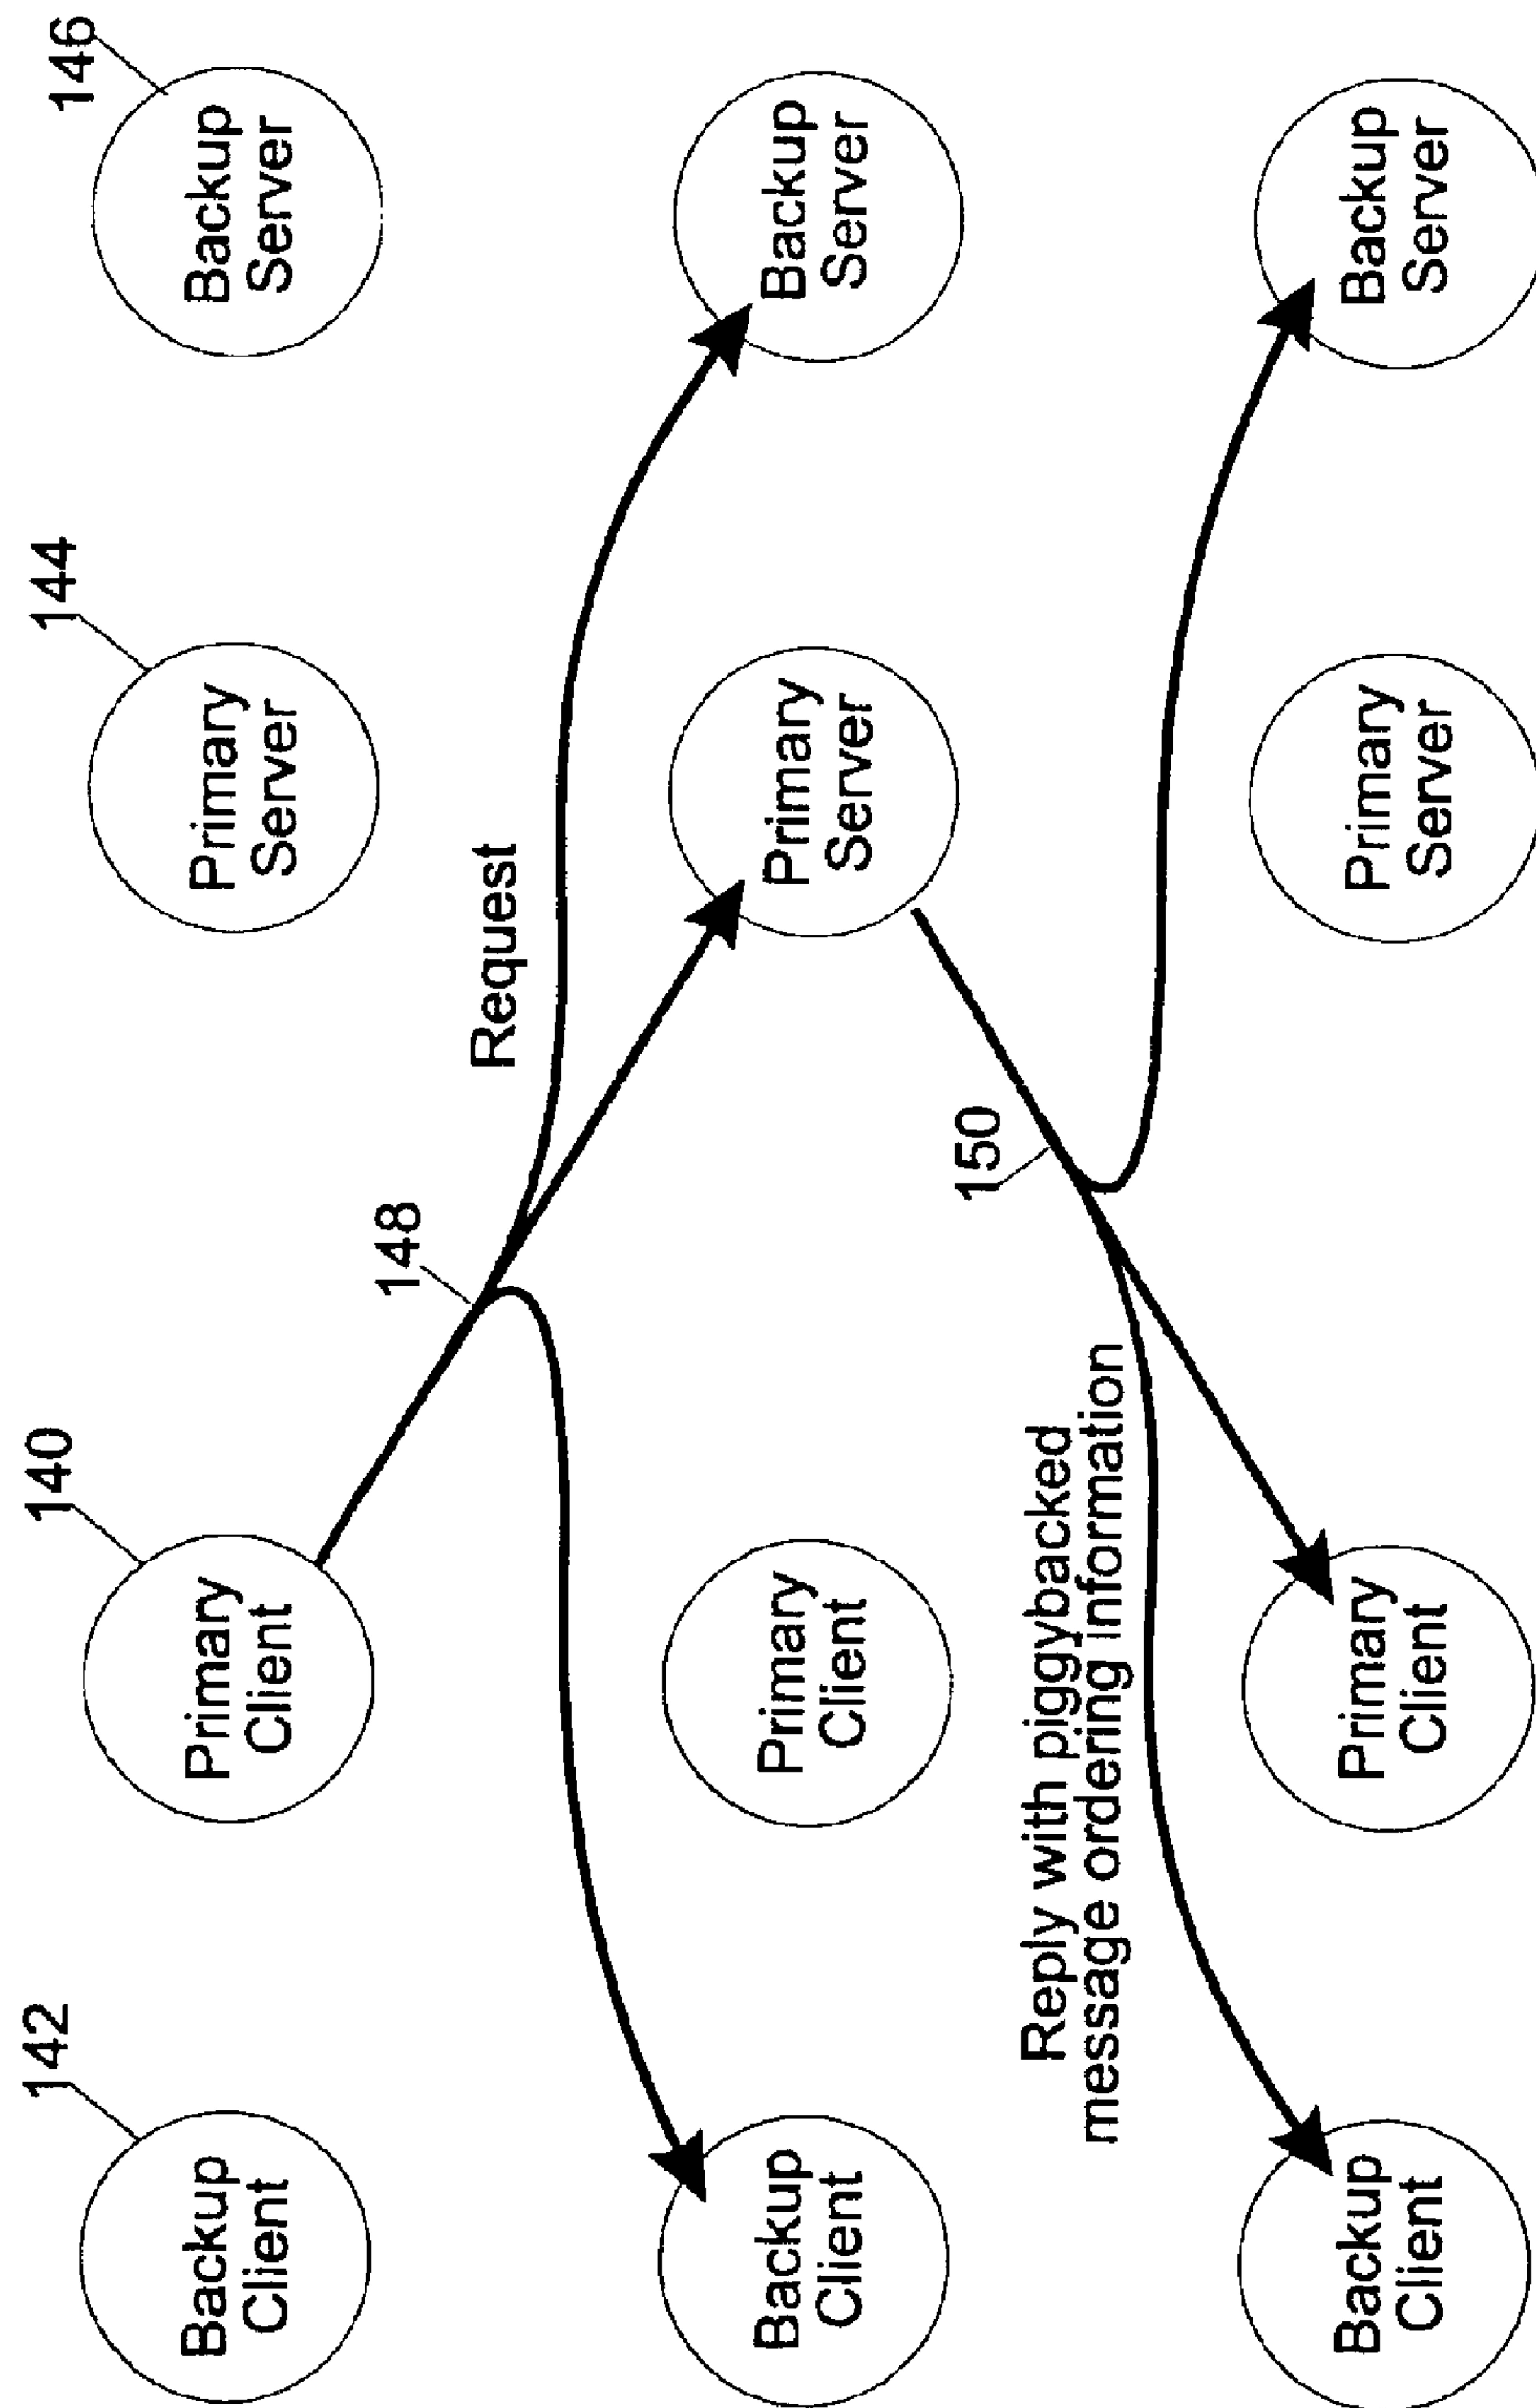 142
140
144
146
Backup
Client
Primary
Client
Primary
Server
Backup
Server
148
Request
Backup
Client
Primary
Client
Primary
Server
Backup
Server
150
Reply with piggybacked
message ordering information
Backup
Client
Primary
Client
Primary
Server
Backup
Server